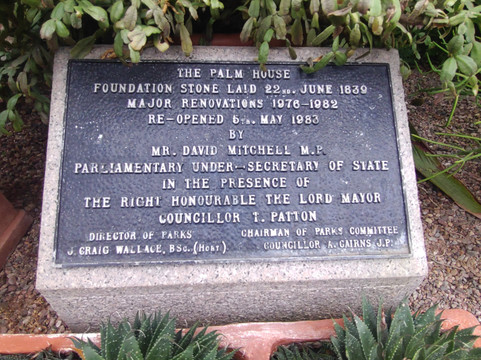 THE PALM HOUSE
FOUNDATION STONE LAID 22ND. JUNE 1839
MAJOR RENOVATIONS 1976-1982
RE-OPENED 6TH. MAY 1983
BY
MR. DAVID MITCHELL M.P.
PARLIAMENTARY UNDER-SECRETARY OF STATE
IN THE PRESENCE OF
THE RIGHT HONOURABLE THE LORD MAYOR
COUNCILLOR T. PATTON
DIRECTOR OF PARKS
J. CRAIG WALLACE, BSC. (HORT)
CHAIRMAN OF PARKS COMMITTEE
COUNCILLOR A. CAIRNS, J.P.